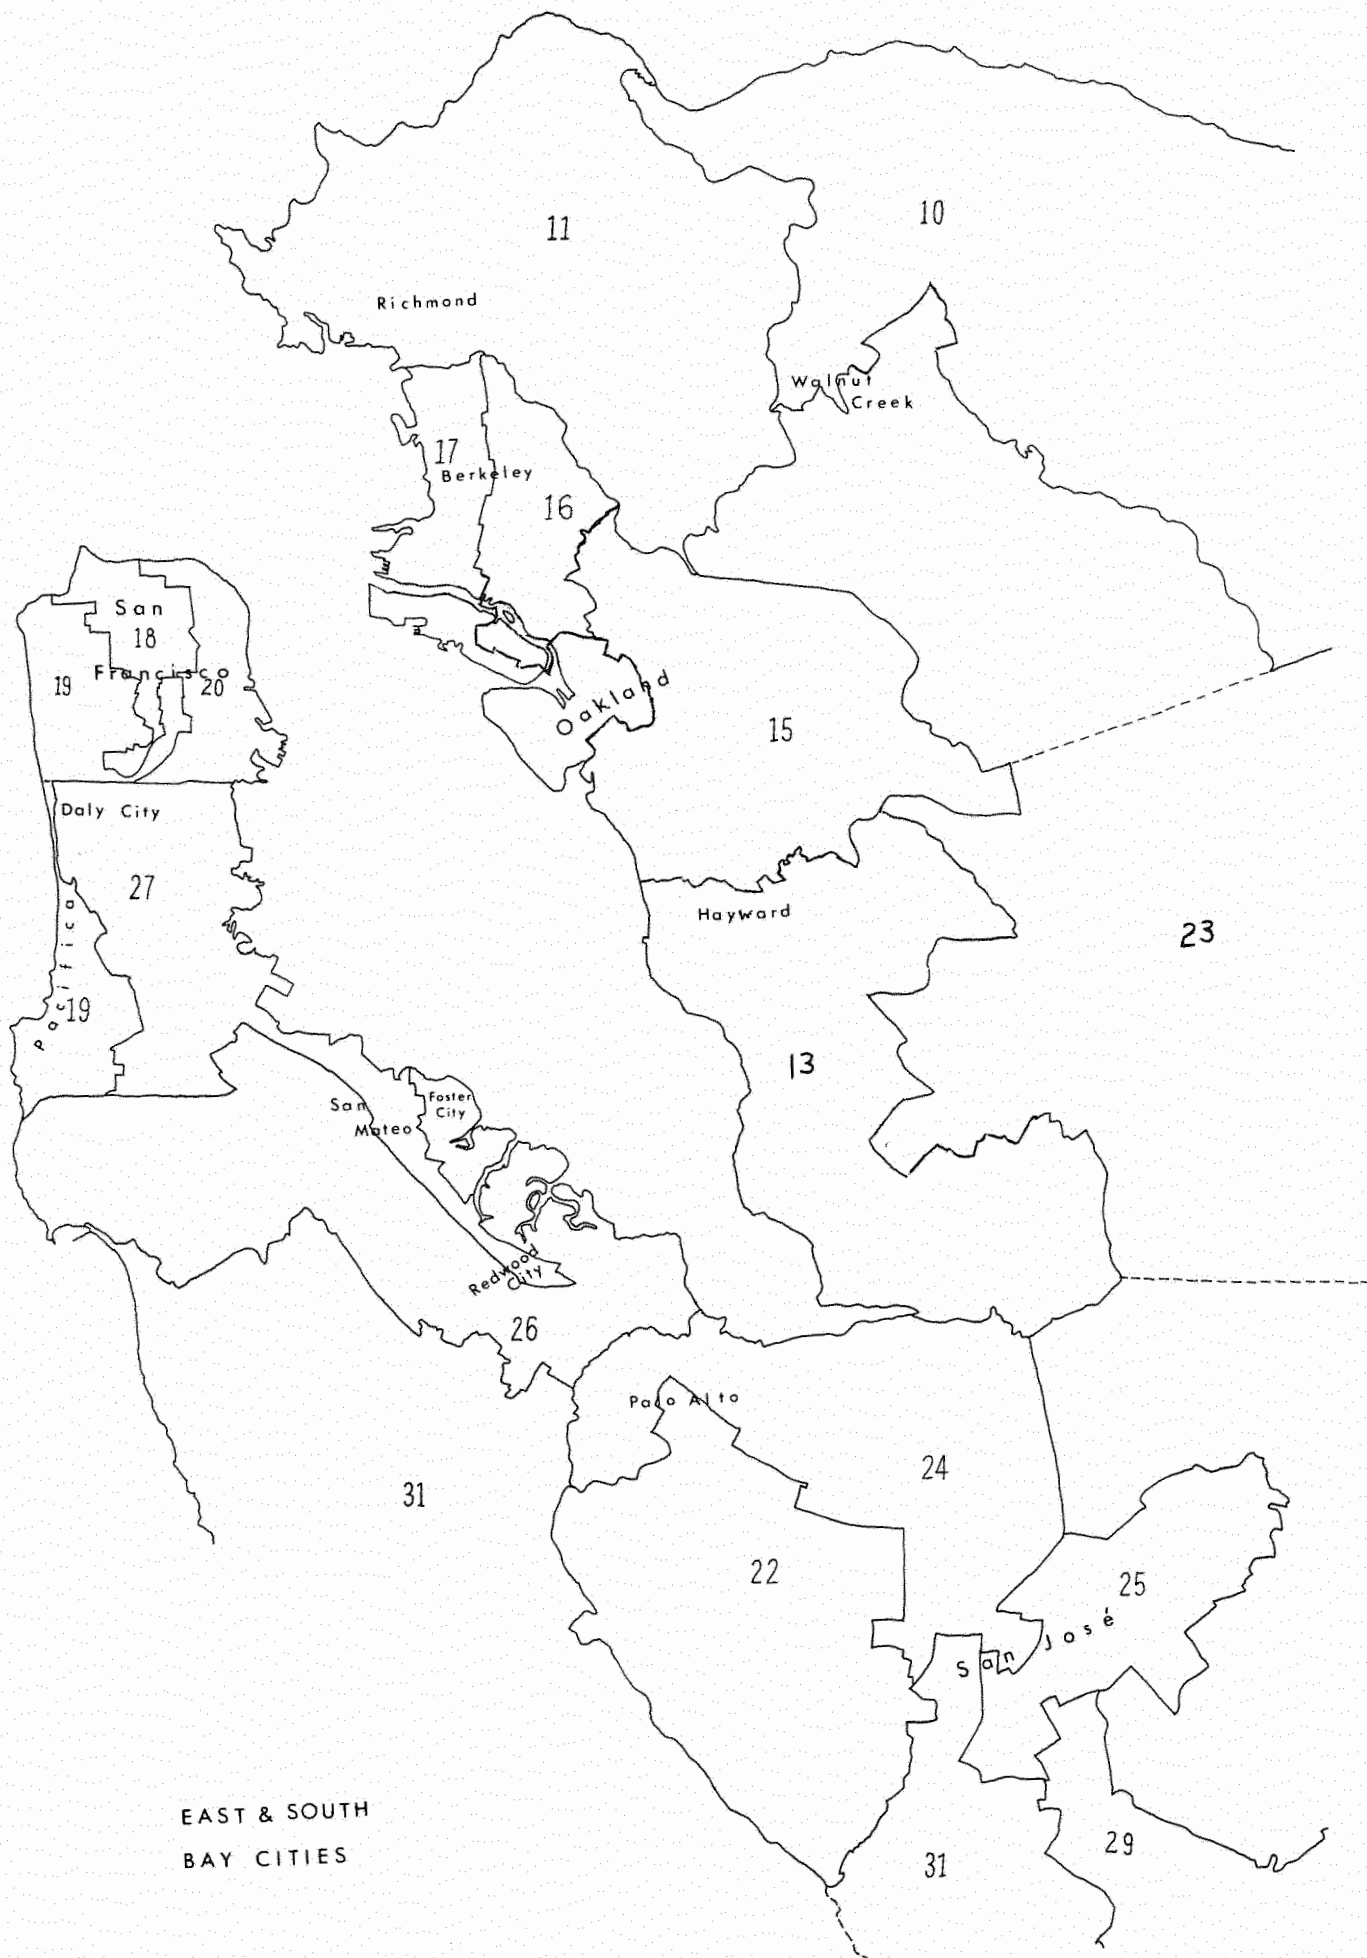 11
10
Richmond
Walnut
Creek
17
Berkeley
16
San
18
Francisco
19
20
Oakland
15
Daly City
27
Hayward
Pacifica
23
19
13
San
Mateo
Foster
City
Redwood
City
26
Palo Alto
24
31
22
25
San José
EAST & SOUTH
BAY CITIES
29
31